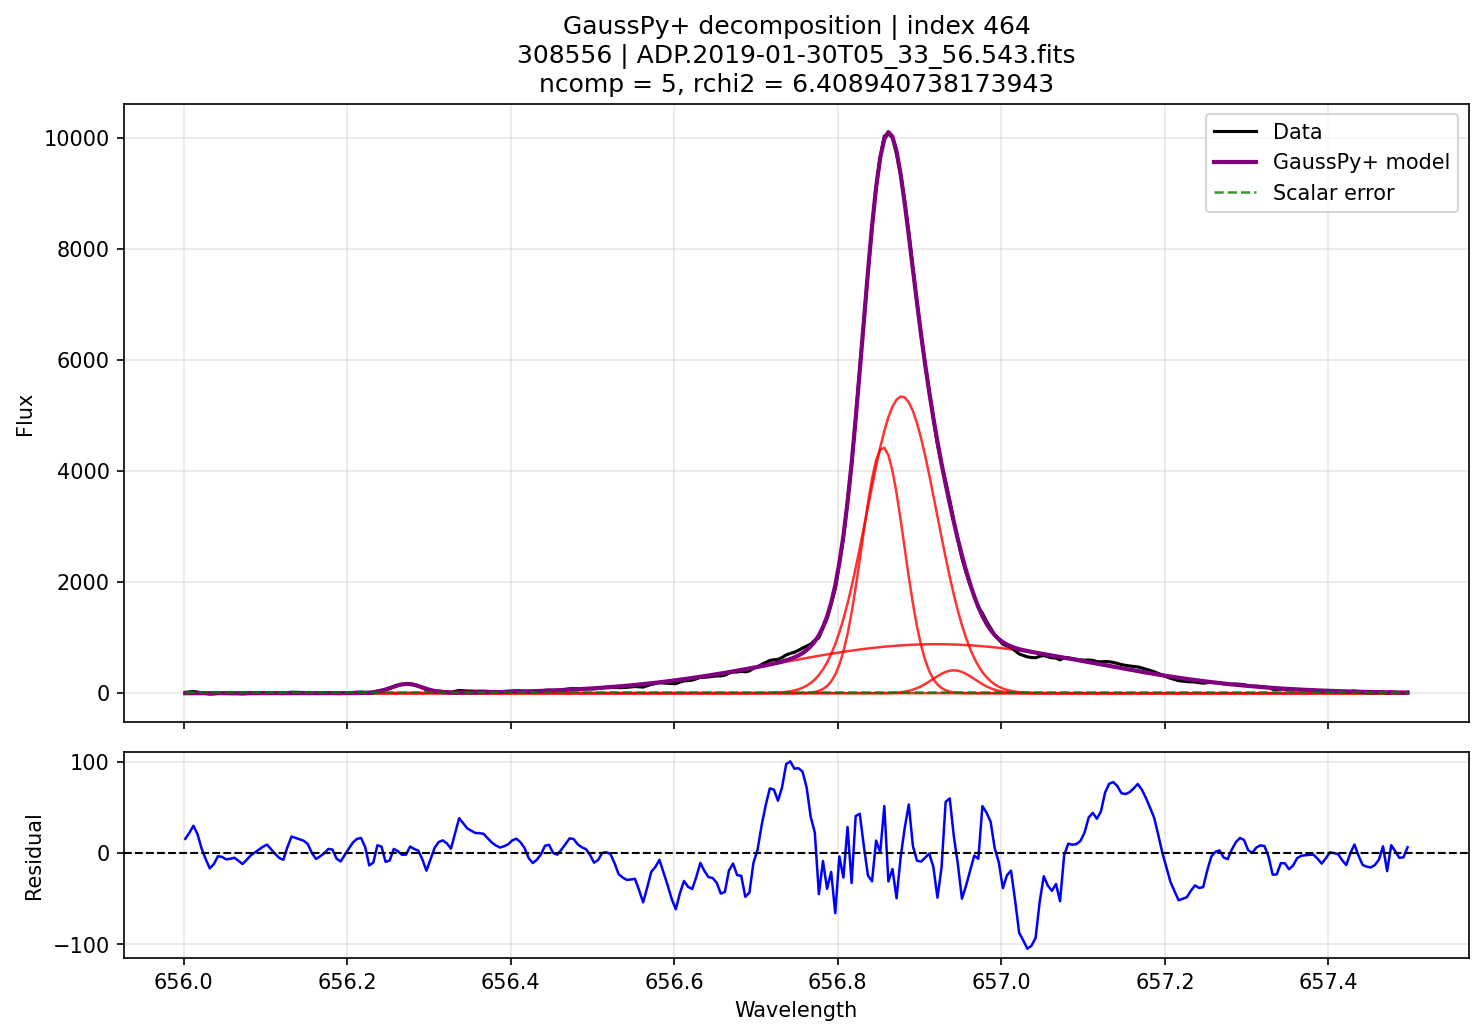 GaussPy+ decomposition | index 464
308556 | ADP.2019-01-30T05_33_56.543.fits
ncomp = 5, rchi2 = 6.408940738173943
Data
GaussPy+ model
Scalar error
10000
8000
6000
4000
2000
0
Flux
100
0
−100
Residual
656.0 656.2 656.4 656.6 656.8 657.0 657.2 657.4
Wavelength